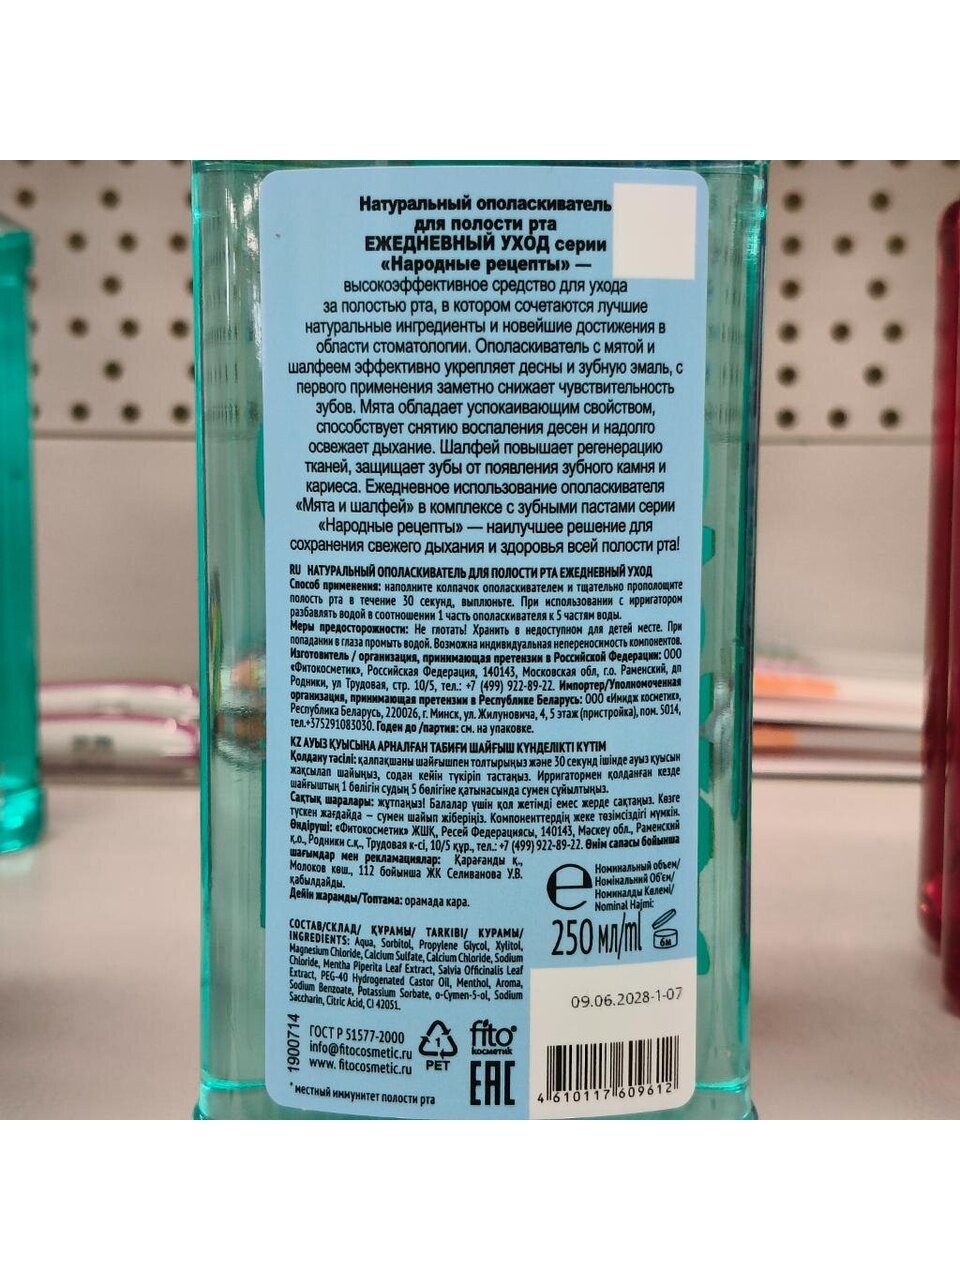 Натуральный ополаскиватель
для полости рта
ЕЖЕДНЕВНЫЙ УХОД серии
«Народные рецепты» —
высокоэффективное средство для ухода
за полостью рта, в котором сочетаются лучшие
натуральные ингредиенты и новейшие достижения в
области стоматологии. Ополаскиватель с мятой и
шалфеем эффективно укрепляет десны и зубную эмаль, с
первого применения заметно снижает чувствительность
зубов. Мята обладает успокаивающим свойством,
способствует снятию воспаления десен и надолго
освежает дыхание. Шалфей повышает регенерацию
тканей, защищает зубы от появления зубного камня и
кариеса. Ежедневное использование ополаскивателя
«Мята и шалфей» в комплексе с зубными пастами серии
«Народные рецепты» — наилучшее решение для
сохранения свежего дыхания и здоровья всей полости рта!
RU НАТУРАЛЬНЫЙ ОПОЛАСКИВАТЕЛЬ ДЛЯ ПОЛОСТИ РТА ЕЖЕДНЕВНЫЙ УХОД
Способ применения: наполните колпачок ополаскивателем и тщательно прополощите
полость рта в течение 30 секунд, выплюньте. При использовании с ирригатором
разбавлять водой в соотношении 1 часть ополаскивателя к 5 частям воды.
Меры предосторожности: Не глотать! Хранить в недоступном для детей месте. При
попадании в глаза промыть водой. Возможна индивидуальная непереносимость компонентов.
Изготовитель / организация, принимающая претензии в Российской Федерации: ООО
«Фитокосметик», Российская Федерация, 140143, Московская обл, г.о. Раменский, дп
Родники, ул Трудовая, стр. 10/5, тел.: +7 (499) 922-89-22. Импортер/Уполномоченная
организация, принимающая претензии в Республике Беларусь: ООО «Имидж косметик»,
Республика Беларусь, 220026, г. Минск, ул. Жилуновича, 4, 5 этаж (пристройка), пом. 5014,
тел.+375291083030. Годен до /партия: см. на упаковке.
KZ АУЫЗ ҚУЫСЫНА АРНАЛҒАН ТАБИҒИ ШАЙҒЫШ КҮНДЕЛІКТІ КҮТІМ
Қолдану тәсілі: қалпақшаны шайғышпен толтырыңыз және 30 секунд ішінде ауыз қуысын
жақсылап шайыңыз, содан кейін түкіріп тастаңыз. Ирригатормен қолданған кезде
шайғыштың 1 бөлігін судың 5 бөлігіне қатынасында сумен сұйылтыңыз.
Сақтық шаралары: жұтпаңыз! Балалар үшін қол жетімді емес жерде сақтаңыз. Көзге
түскен жағдайда – сумен шайып жіберіңіз. Компоненттердің жеке төзімсіздігі мүмкін.
Өндіруші: «Фитокосметик» ЖШҚ, Ресей Федерациясы, 140143, Мәскеу обл., Раменский
қ.о., Родники с.қ., Трудовая к-сі, 10/5 құр., тел.: +7 (499) 922-89-22. Өнім сапасы бойынша
шағымдар мен рекламациялар: Қарағанды қ.,
Молоков көш., 112 бойынша ЖК Селиванова У.В.
қабылдайды.
Дейін жарамды/Топтама: орамада қара.
Номинальный объем/
Номінальний Об'єм/
Номиналды Көлемі/
Nominal Hajmi:
250 мл/ml
6м
СОСТАВ/СКЛАД/ ҚҰРАМЫ/ TARKIBI/ КУРАМЫ/
INGREDIENTS: Aqua, Sorbitol, Propylene Glycol, Xylitol,
Magnesium Chloride, Calcium Sulfate, Calcium Chloride, Sodium
Chloride, Mentha Piperita Leaf Extract, Salvia Officinalis Leaf
Extract, PEG-40 Hydrogenated Castor Oil, Menthol, Aroma,
Sodium Benzoate, Potassium Sorbate, o-Cymen-5-ol, Sodium
Saccharin, Citric Acid, CI 42051.
09.06.2028-1-07
1900714
ГОСТ Р 51577-2000
info@fitocosmetic.ru
www. fitocosmetic.ru
1
PET
fito
косметик
EAC
4 610117 609612
* местный иммунитет полости рта